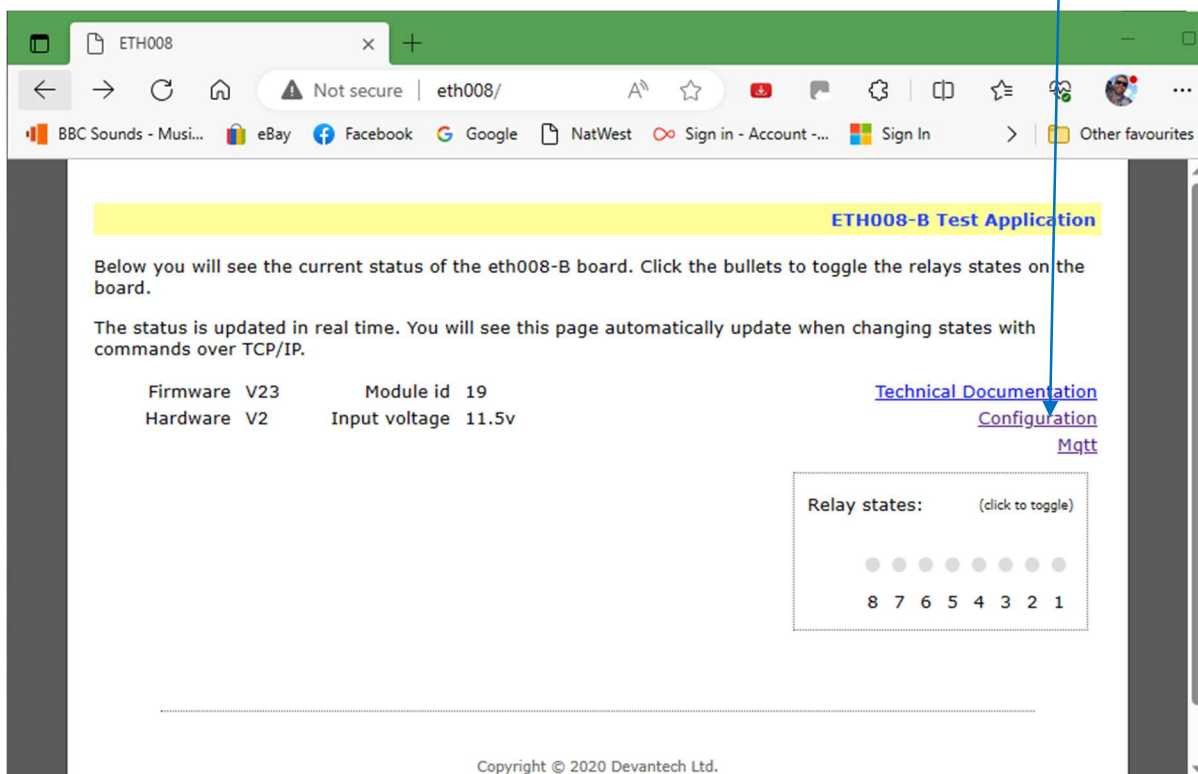 ETH008
Not secure | eth008/
BBC Sounds - Musi... eBay Facebook Google NatWest Sign in - Account -... Sign In Other favourites
ETH008-B Test Application
Below you will see the current status of the eth008-B board. Click the bullets to toggle the relays states on the
board.
The status is updated in real time. You will see this page automatically update when changing states with
commands over TCP/IP.
Firmware V23 Module id 19 Technical Documentation
Hardware V2 Input voltage 11.5v Configuration
Mqtt
Relay states: (click to toggle)
8 7 6 5 4 3 2 1
Copyright © 2020 Devantech Ltd.